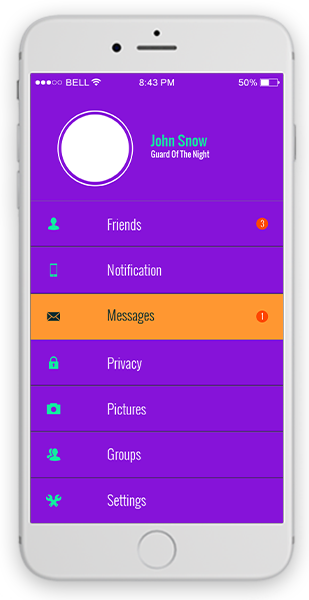 BELL 8:43 PM 50%
John Snow
Guard Of The Night
Friends 3
Notification
Messages 1
Privacy
Pictures
Groups
Settings